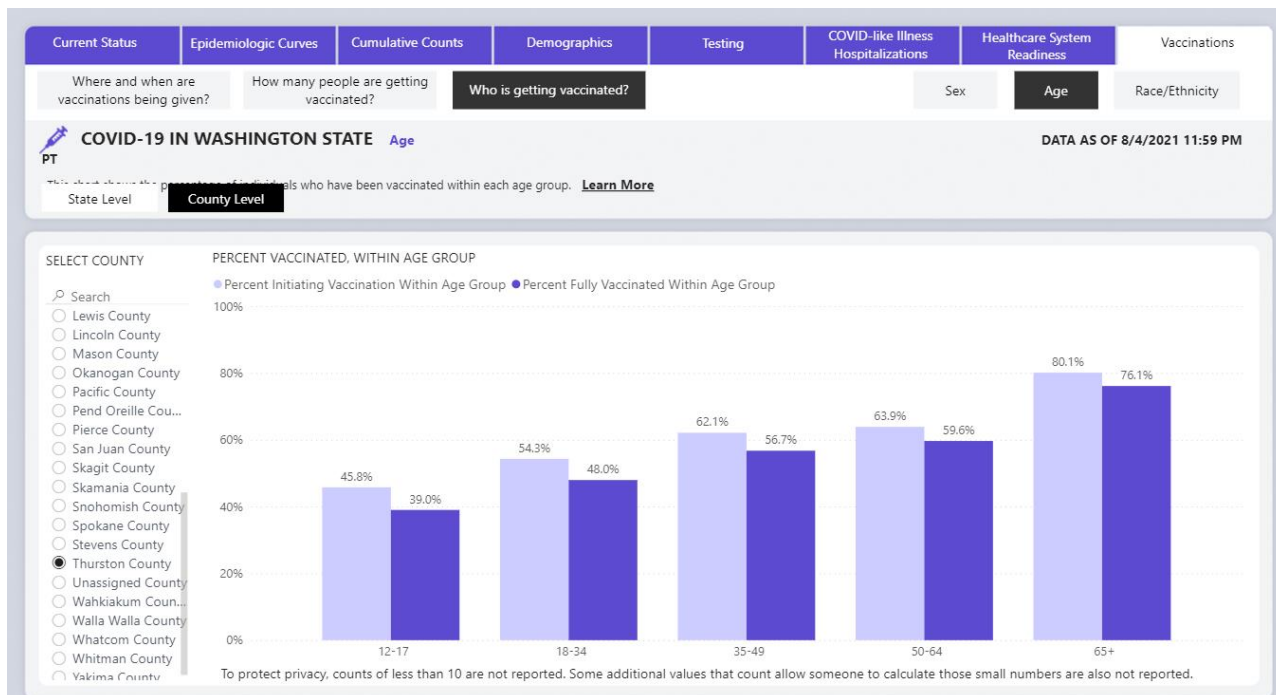 Current Status
Epidemiologic Curves
Cumulative Counts
Demographics
Testing
COVID-like Illness
Hospitalizations
Healthcare System
Readiness
Vaccinations
Where and when are
vaccinations being given?
How many people are getting
vaccinated?
Who is getting vaccinated?
Sex
Age
Race/Ethnicity
COVID-19 IN WASHINGTON STATE Age
DATA AS OF 8/4/2021 11:59 PM
PT
This chart shows the percentage of individuals who have been vaccinated within each age group. Learn More
State Level
County Level
SELECT COUNTY
Search
Lewis County
Lincoln County
Mason County
Okanogan County
Pacific County
Pend Oreille Cou...
Pierce County
San Juan County
Skagit County
Skamania County
Snohomish County
Spokane County
Stevens County
Thurston County
Unassigned County
Wahkiakum Coun...
Walla Walla County
Whatcom County
Whitman County
Yakima County
PERCENT VACCINATED, WITHIN AGE GROUP
Percent Initiating Vaccination Within Age Group Percent Fully Vaccinated Within Age Group
100%
80%
60%
40%
20%
0%
45.8%
39.0%
54.3%
48.0%
62.1%
56.7%
63.9%
59.6%
80.1%
76.1%
12-17
18-34
35-49
50-64
65+
To protect privacy, counts of less than 10 are not reported. Some additional values that count allow someone to calculate those small numbers are also not reported.